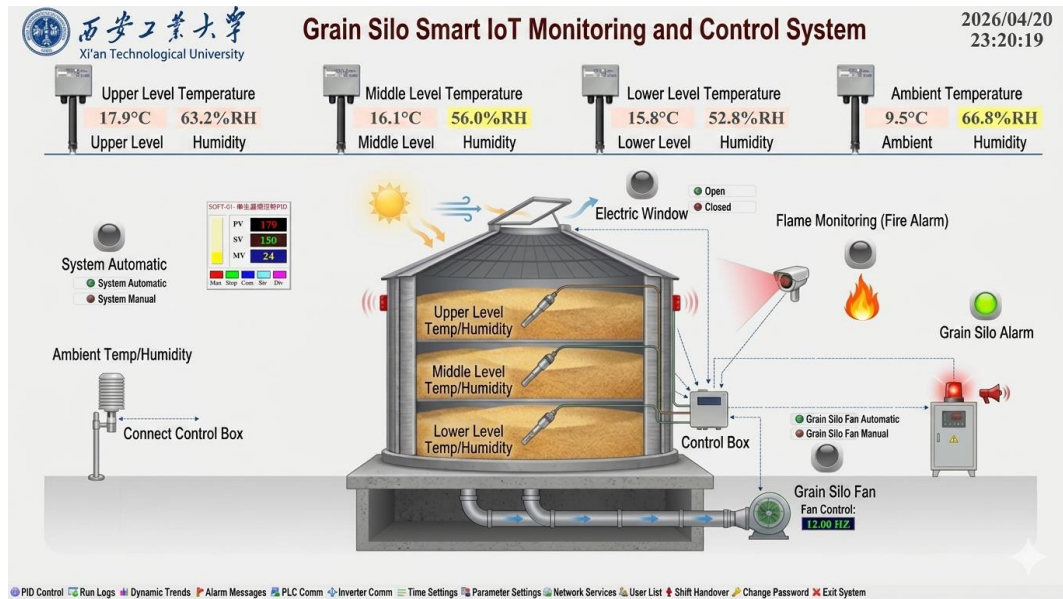 西安工业大学
Xi'an Technological University
Grain Silo Smart IoT Monitoring and Control System
2026/04/20
23:20:19
Upper Level Temperature
17.9°C 63.2%RH
Upper Level Humidity
Middle Level Temperature
16.1°C 56.0%RH
Middle Level Humidity
Lower Level Temperature
15.8°C 52.8%RH
Lower Level Humidity
Ambient Temperature
9.5°C 66.8%RH
Ambient Humidity
System Automatic
System Automatic
System Manual
SOFT-01-
PID
PV 179
SV 150
MV 24
Man Stop Com Siv Div
Electric Window
Open
Closed
Flame Monitoring (Fire Alarm)
Grain Silo Alarm
Upper Level
Temp/Humidity
Middle Level
Temp/Humidity
Lower Level
Temp/Humidity
Ambient Temp/Humidity
Connect Control Box
Control Box
Grain Silo Fan Automatic
Grain Silo Fan Manual
Grain Silo Fan
Fan Control:
12.00 HZ
PID Control Run Logs Dynamic Trends Alarm Messages PLC Comm Inverter Comm Time Settings Parameter Settings Network Services User List Shift Handover Change Password Exit System